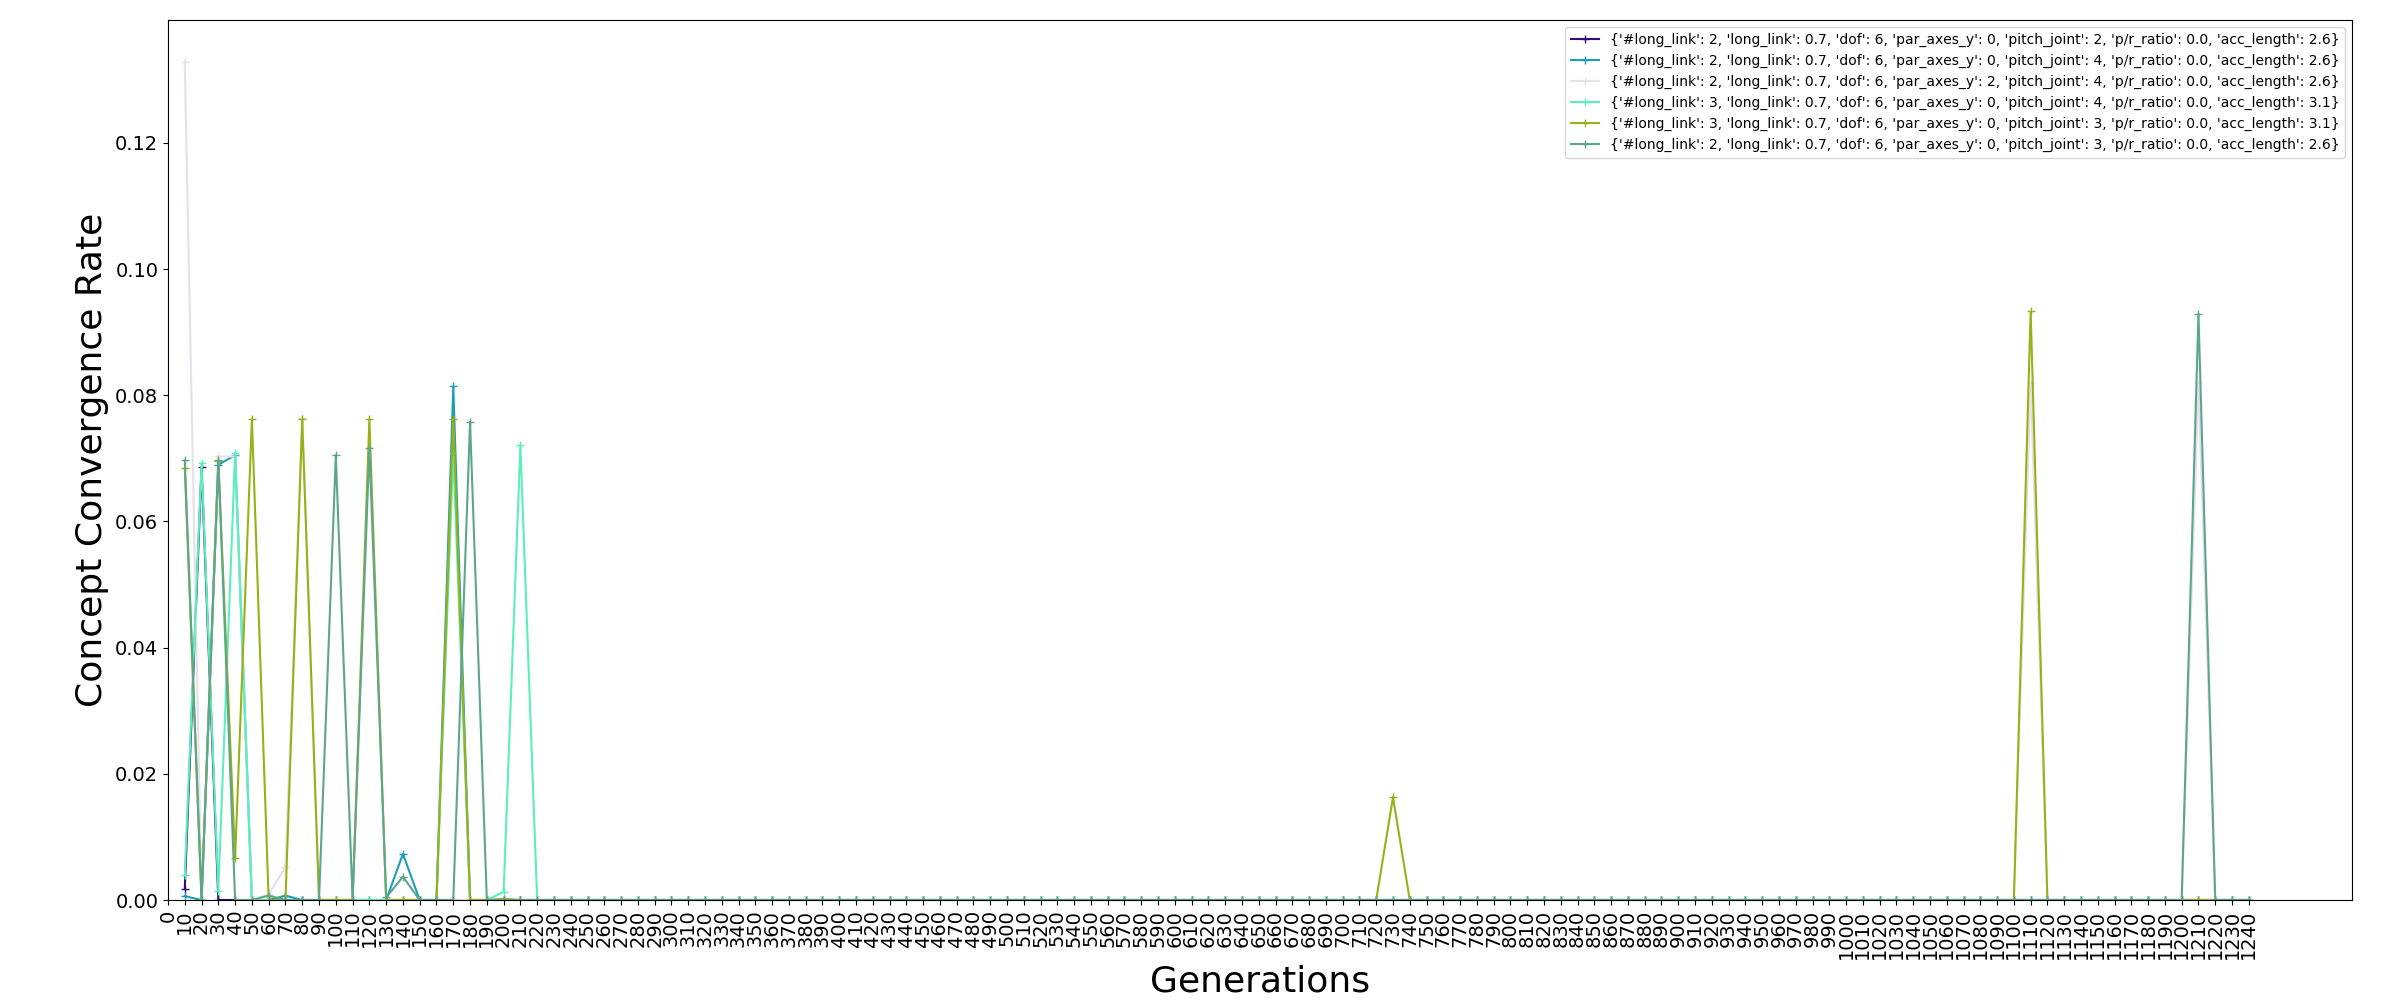 {'#long_link': 2, 'long_link': 0.7, 'dof': 6, 'par_axes_y': 0, 'pitch_joint': 2, 'p/r_ratio': 0.0, 'acc_length': 2.6}
{'#long_link': 2, 'long_link': 0.7, 'dof': 6, 'par_axes_y': 0, 'pitch_joint': 4, 'p/r_ratio': 0.0, 'acc_length': 2.6}
{'#long_link': 2, 'long_link': 0.7, 'dof': 6, 'par_axes_y': 2, 'pitch_joint': 4, 'p/r_ratio': 0.0, 'acc_length': 2.6}
{'#long_link': 3, 'long_link': 0.7, 'dof': 6, 'par_axes_y': 0, 'pitch_joint': 4, 'p/r_ratio': 0.0, 'acc_length': 3.1}
{'#long_link': 3, 'long_link': 0.7, 'dof': 6, 'par_axes_y': 0, 'pitch_joint': 3, 'p/r_ratio': 0.0, 'acc_length': 3.1}
{'#long_link': 2, 'long_link': 0.7, 'dof': 6, 'par_axes_y': 0, 'pitch_joint': 3, 'p/r_ratio': 0.0, 'acc_length': 2.6}
Concept Convergence Rate
0.12
0.10
0.08
0.06
0.04
0.02
0.00
0 10 20 30 40 50 60 70 80 90 100 110 120 130 140 150 160 170 180 190 200 210 220 230 240 250 260 270 280 290 300 310 320 330 340 350 360 370 380 390 400 410 420 430 440 450 460 470 480 490 500 510 520 530 540 550 560 570 580 590 600 610 620 630 640 650 660 670 680 690 700 710 720 730 740 750 760 770 780 790 800 810 820 830 840 850 860 870 880 890 900 910 920 930 940 950 960 970 980 990 1000 1010 1020 1030 1040 1050 1060 1070 1080 1090 1100 1110 1120 1130 1140 1150 1160 1170 1180 1190 1200 1210 1220 1230 1240
Generations